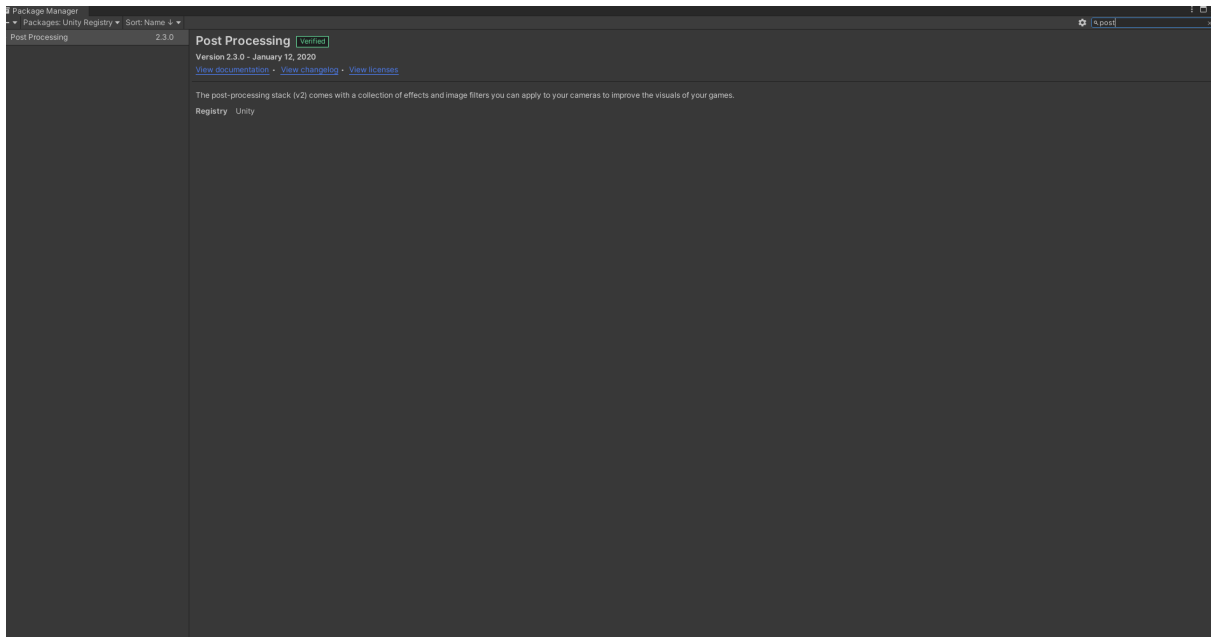 Package Manager
Packages: Unity Registry Sort: Name ↓ post
Post Processing 2.3.0
Post Processing Verified
Version 2.3.0 - January 12, 2020
View documentation • View changelog • View licenses
The post-processing stack (v2) comes with a collection of effects and image filters you can apply to your cameras to improve the visuals of your games.
Registry Unity